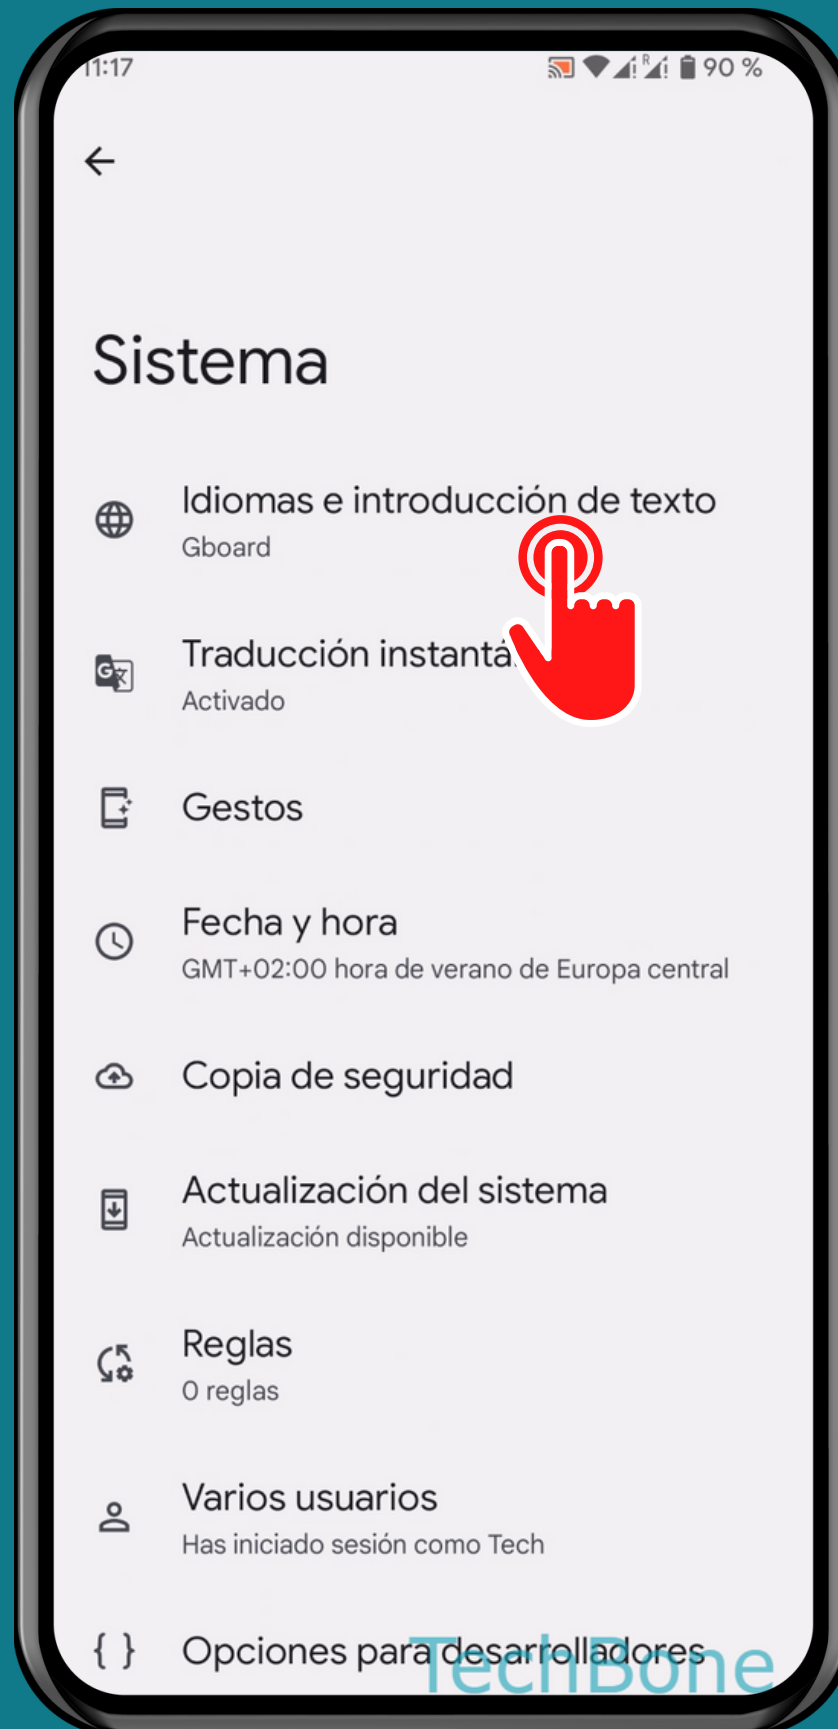 11:17
R
90 %
Sistema
Idiomas e introducción de texto
Gboard
Traducción
Activado
Gestos
Fecha y hora
GMT+02:00 hora de verano de Europa central
Copia de seguridad
Actualización del sistema
Actualización disponible
Reglas
0 reglas
Varios usuarios
Has iniciado sesión como Tech
{ } Opciones para desarrolladores
TechBone